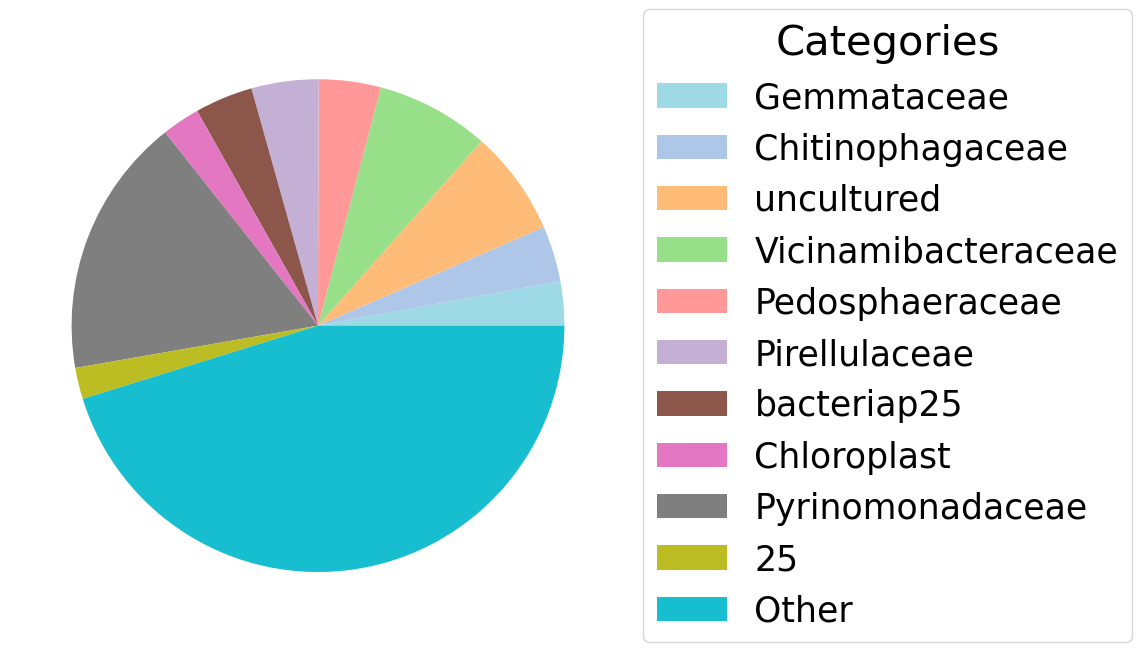 Categories
Gemmataceae
Chitinophagaceae
uncultured
Vicinamibacteraceae
Pedosphaeraceae
Pirellulaceae
bacteriap25
Chloroplast
Pyrinomonadaceae
25
Other